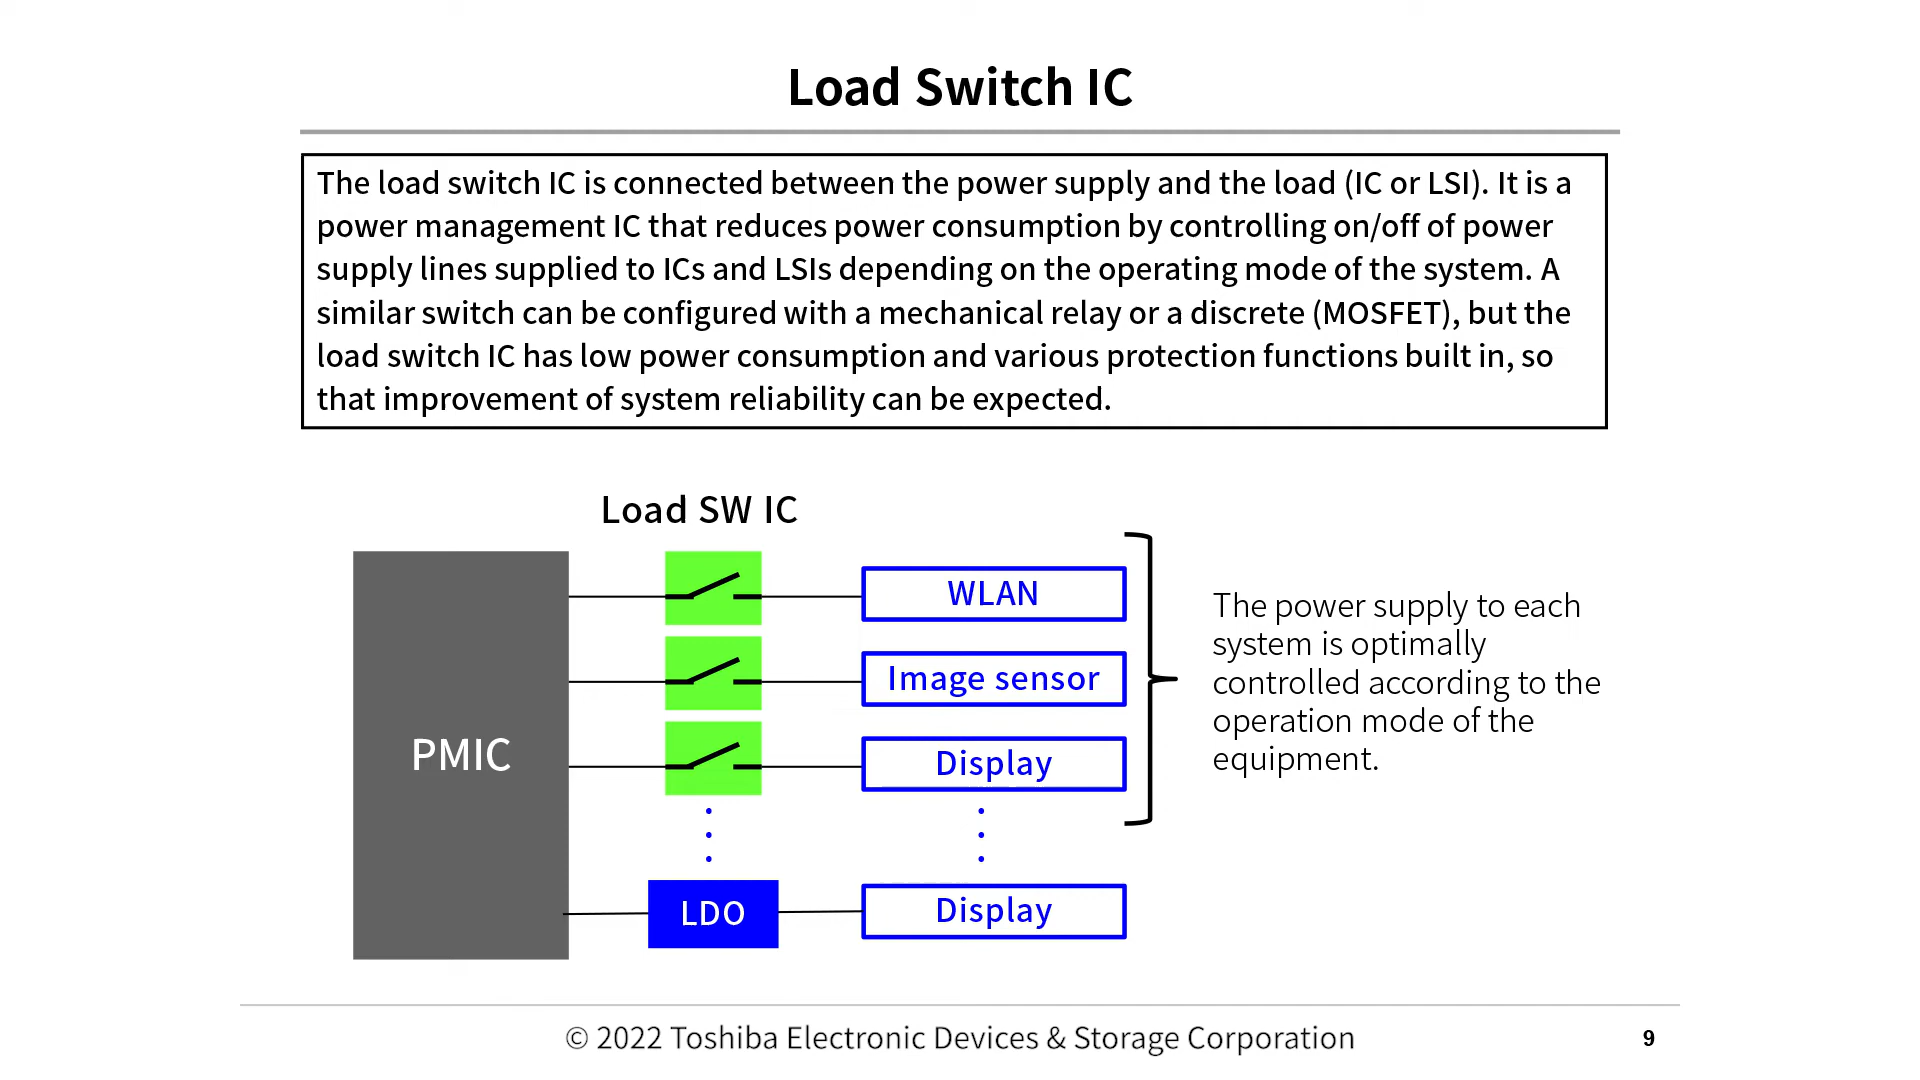 Load Switch IC
The load switch IC is connected between the power supply and the load (IC or LSI). It is a
power management IC that reduces power consumption by controlling on/off of power
supply lines supplied to ICs and LSIs depending on the operating mode of the system. A
similar switch can be configured with a mechanical relay or a discrete (MOSFET), but the
load switch IC has low power consumption and various protection functions built in, so
that improvement of system reliability can be expected.
Load SW IC
PMIC
WLAN
Image sensor
Display
LDO
Display
The power supply to each
system is optimally
controlled according to the
operation mode of the
equipment.
© 2022 Toshiba Electronic Devices & Storage Corporation
9